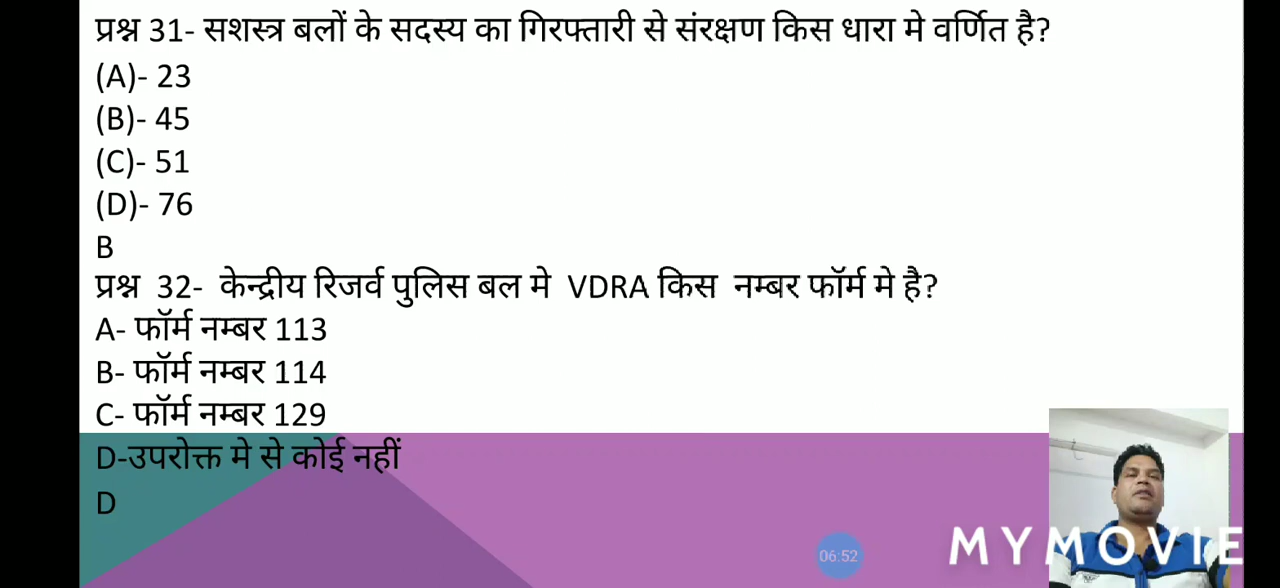 प्रश्न 31- सशस्त्र बलों के सदस्य का गिरफ्तारी से संरक्षण किस धारा मे वर्णित है?
(A)- 23
(B)- 45
(C)- 51
(D)- 76
B
प्रश्न 32- केन्द्रीय रिजर्व पुलिस बल मे VDRA किस नम्बर फॉर्म मे है?
A- फॉर्म नम्बर 113
B- फॉर्म नम्बर 114
C- फॉर्म नम्बर 129
D-उपरोक्त मे से कोई नहीं
D
06:52
MYMOVIE